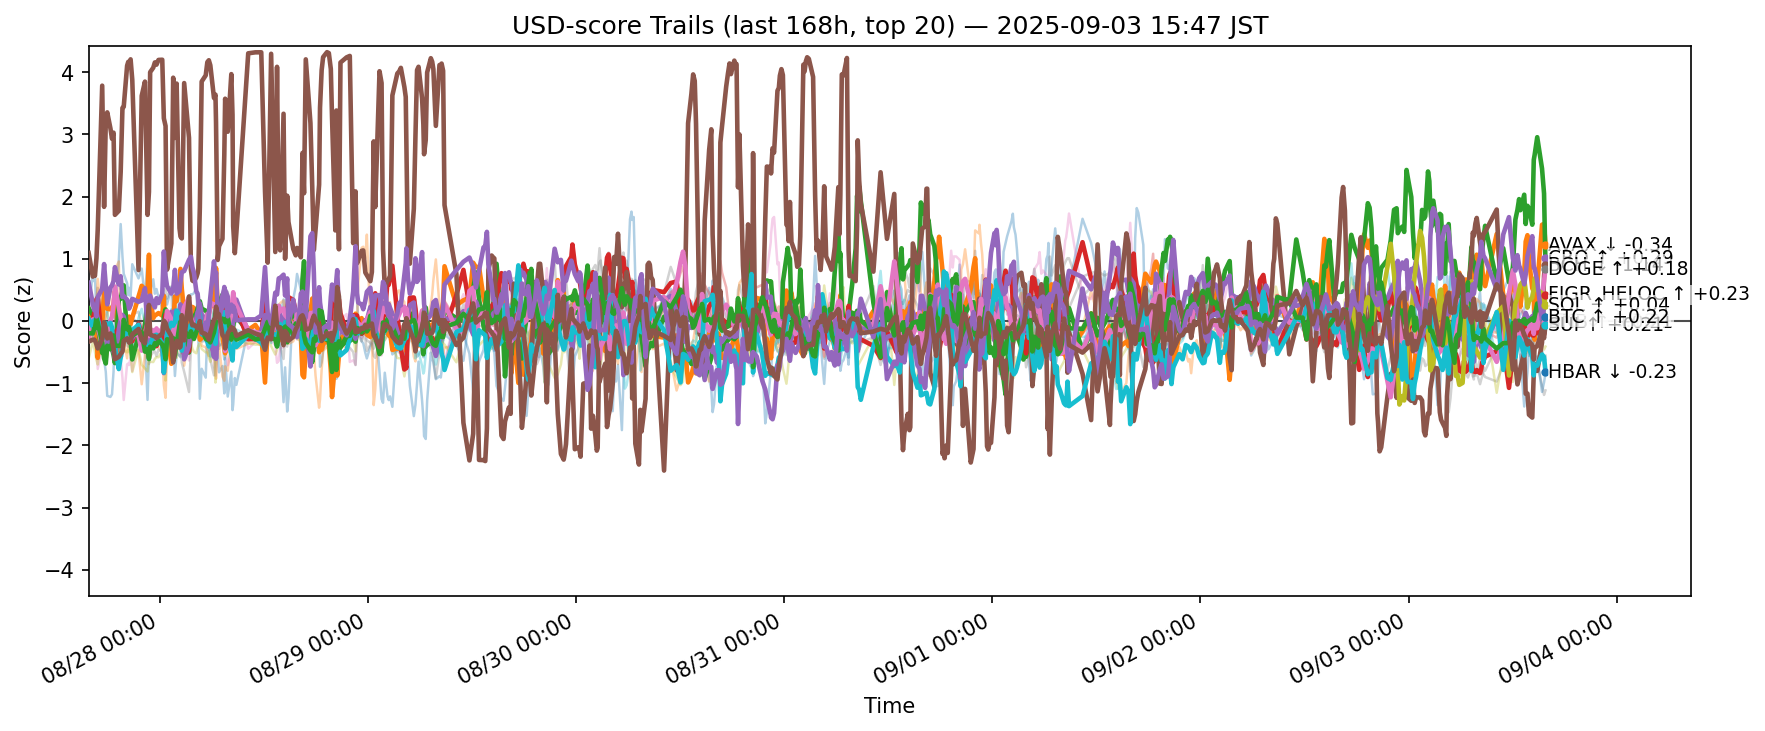 USD-score Trails (last 168h, top 20) — 2025-09-03 15:47 JST
Score (z)
4
3
2
1
0
−1
−2
−3
−4
AVAX ↓ -0.34
DOGE ↑ +0.18
FIGR_HELOC ↑ +0.23
SOL ↑ +0.04
BTC ↑ +0.22
HBAR ↓ -0.23
08/28 00:00
08/29 00:00
08/30 00:00
08/31 00:00
09/01 00:00
09/02 00:00
09/03 00:00
09/04 00:00
Time